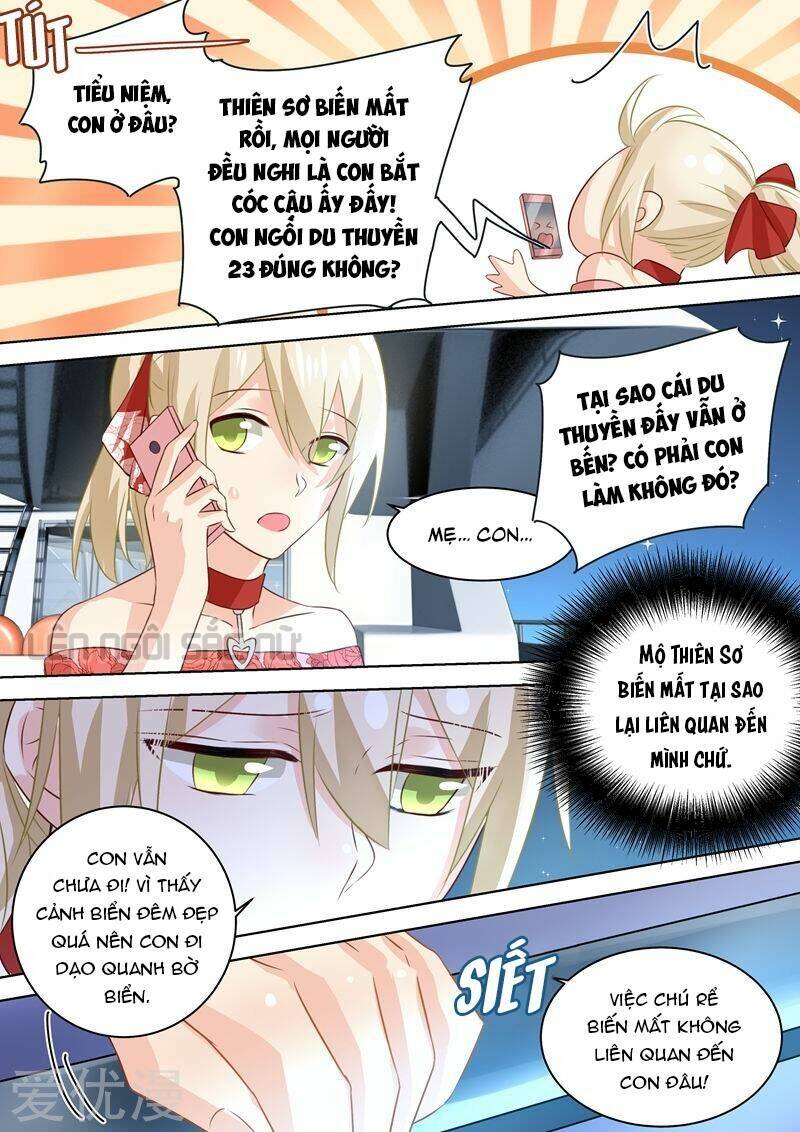 TÚT
TIỂU NIỆM,
CON Ở ĐÂU?
THIÊN SƠ BIẾN MẤT
RỒI, MỌI NGƯỜI
ĐỀU NGHI LÀ CON BẮT
CÓC CẬU ẤY ĐẤY!
CON NGỒI DU THUYỀN
23 ĐÚNG KHÔNG?
TẠI SAO CÁI DU
THUYỀN ĐẤY VẪN Ở
BẾN? CÓ PHẢI CON
LÀM KHÔNG ĐÓ?
MẸ... CON...
LÊN NGÔI SẮC NỮ
MỘ THIÊN SƠ
BIẾN MẤT TẠI SAO
LẠI LIÊN QUAN ĐẾN
MÌNH CHỨ.
CON VẪN
CHƯA ĐI! VÌ THẤY
CẢNH BIỂN ĐÊM ĐẸP
QUÁ NÊN CON ĐI
DẠO QUANH BỜ
BIỂN.
SIẾT
VIỆC CHÚ RỂ
BIẾN MẤT KHÔNG
LIÊN QUAN ĐẾN
CON ĐÂU!
爱优漫